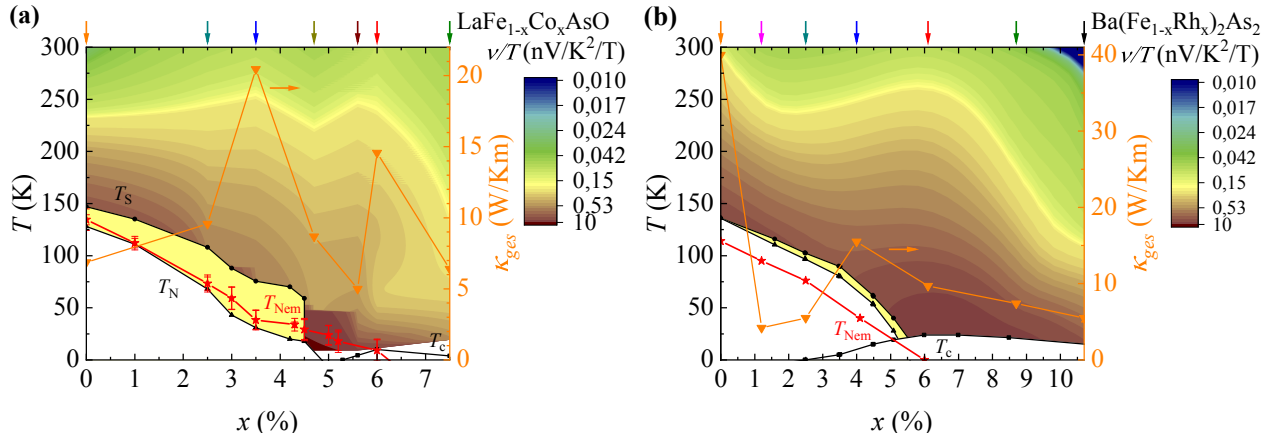 (a)
LaFe1-xCoxAsO
ν/T (nV/K²/T)
300
250
200
150
100
50
0
T (K)
0 1 2 3 4 5 6 7
x (%)
20
15
10
5
0
κges (W/Km)
0,010
0,017
0,024
0,042
0,15
0,53
10
TS
TN
TNem
Tc
(b)
Ba(Fe1-xRhx)2As2
ν/T (nV/K²/T)
300
250
200
150
100
50
0
T (K)
0 1 2 3 4 5 6 7 8 9 10
x (%)
40
30
20
10
0
κges (W/Km)
0,010
0,017
0,024
0,042
0,15
0,53
10
TNem
Tc